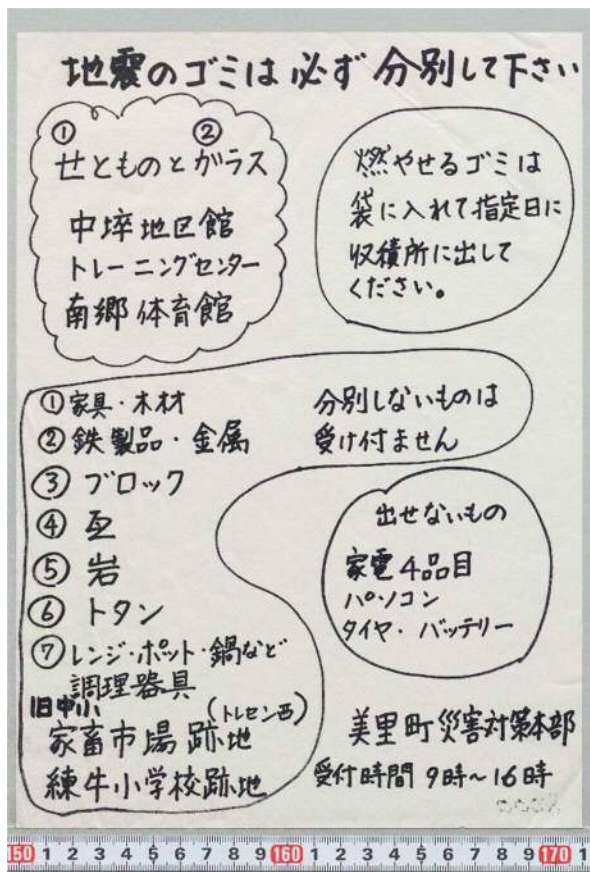 地震のゴミは必ず分別して下さい
① ②
せとものとガラス
中埣地区館
トレーニングセンター
南郷体育館
燃やせるゴミは
袋に入れて指定日に
収積所に出して
ください。
①家具・木材
②鉄製品・金属
③ブロック
④瓦
⑤岩
⑥トタン
⑦レンジ・ポット・鍋など
調理器具
旧中小(トレセン西)
家畜市場跡地
練牛小学校跡地
分別しないものは
受け付ません
出せないもの
家電4品目
パソコン
タイヤ・バッテリー
美里町災害対策本部
受付時間 9時~16時
150 1 2 3 4 5 6 7 8 9 160 1 2 3 4 5 6 7 8 9 170 1